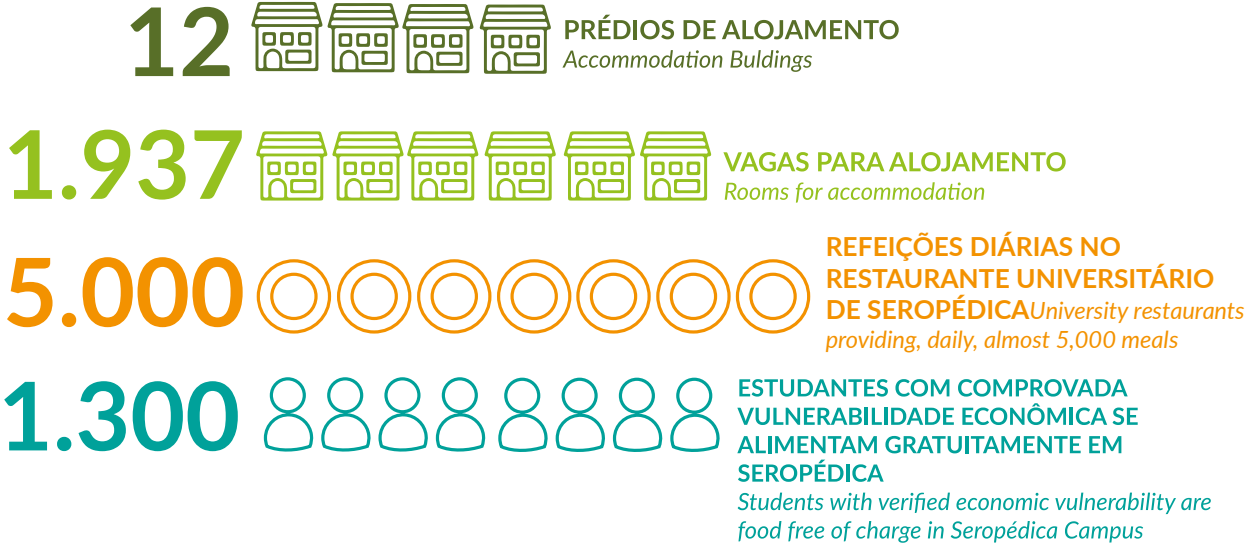 12
PRÉDIOS DE ALOJAMENTO
Accommodation Buldings
1.937
VAGAS PARA ALOJAMENTO
Rooms for accommodation
5.000
REFEIÇÕES DIÁRIAS NO
RESTAURANTE UNIVERSITÁRIO
DE SEROPÉDICA University restaurants
providing, daily, almost 5,000 meals
1.300
ESTUDANTES COM COMPROVADA
VULNERABILIDADE ECONÔMICA SE
ALIMENTAM GRATUITAMENTE EM
SEROPÉDICA
Students with verified economic vulnerability are
food free of charge in Seropédica Campus